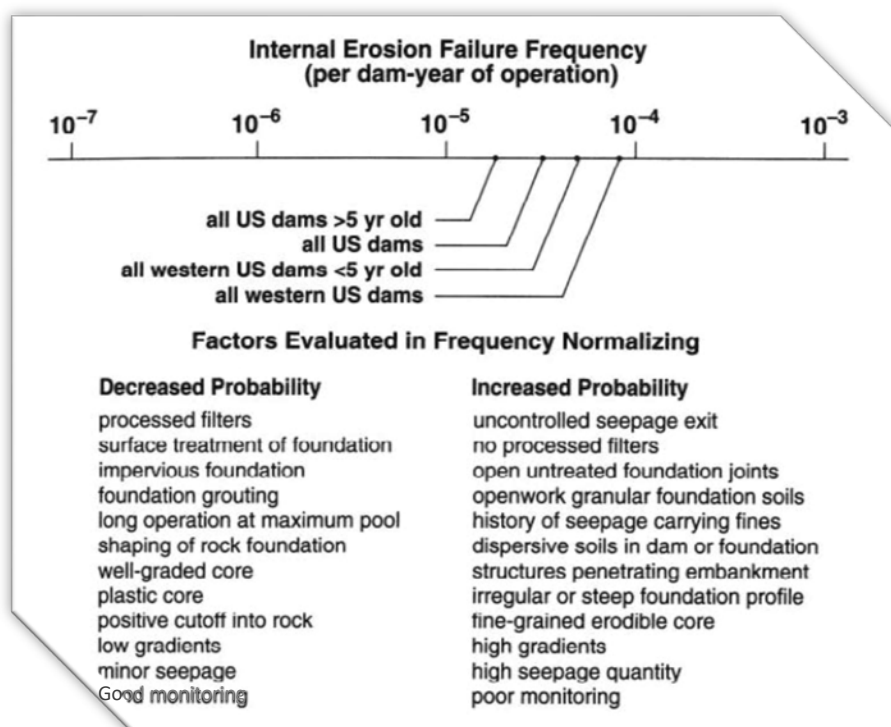 Internal Erosion Failure Frequency
(per dam-year of operation)
10⁻⁷ 10⁻⁶ 10⁻⁵ 10⁻⁴ 10⁻³
all US dams >5 yr old
all US dams
all western US dams <5 yr old
all western US dams
Factors Evaluated in Frequency Normalizing
Decreased Probability
processed filters
surface treatment of foundation
impervious foundation
foundation grouting
long operation at maximum pool
shaping of rock foundation
well-graded core
plastic core
positive cutoff into rock
low gradients
minor seepage
Good monitoring
Increased Probability
uncontrolled seepage exit
no processed filters
open untreated foundation joints
openwork granular foundation soils
history of seepage carrying fines
dispersive soils in dam or foundation
structures penetrating embankment
irregular or steep foundation profile
fine-grained erodible core
high gradients
high seepage quantity
poor monitoring